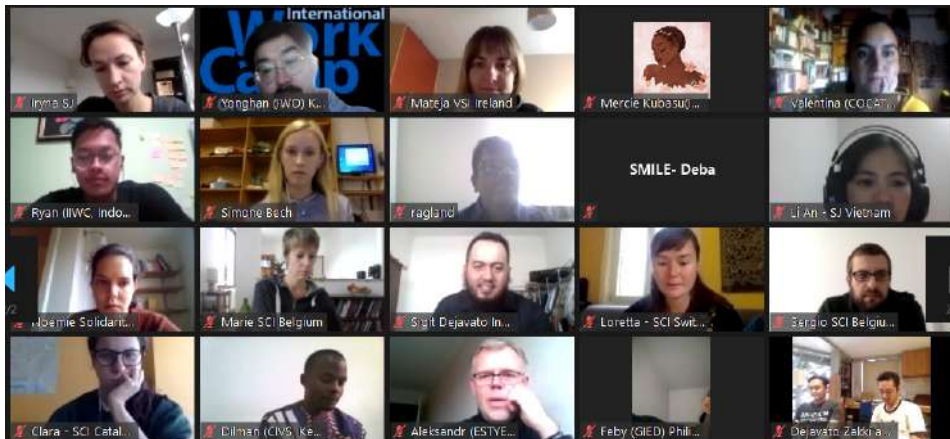 Iryna SJ
International
Work
Camp
Yonghan (IWO) K...
Mateja VSI Ireland
Mercie Kubasu(i...
Valentina (COCAT,...
Ryan (IIWC, Indo...
Simone Bech
ragland
SMILE- Deba
Li An - SJ Vietnam
Noemie Solidarit...
Marie SCI Belgium
Sigit Dejavato In...
Loretta - SCI Swit...
Sergio SCI Belgiu...
Clara - SCI Catal...
Dilman (CIVS, Ke...
Aleksandr (ESTYE...
Feby (GIED) Phili...
Dejavato Zakki a...